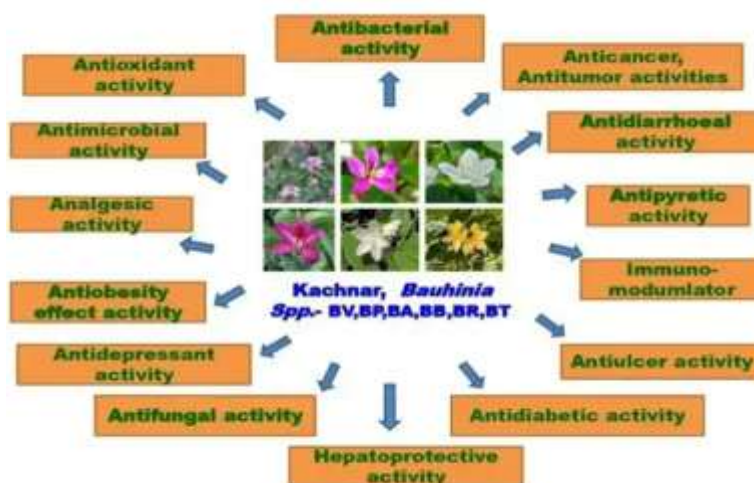 Antibacterial
activity
Anticancer,
Antitumor activities
Antioxidant
activity
Antidiarrhoeal
activity
Antimicrobial
activity
Antipyretic
activity
Analgesic
activity
Immuno-
modumlator
Antiobesity
effect activity
Kachnar, Bauhinia
Spp.- BV,BP,BA,BB,BR,BT
Antidepressant
activity
Antiulcer activity
Antifungal activity
Antidiabetic activity
Hepatoprotective
activity